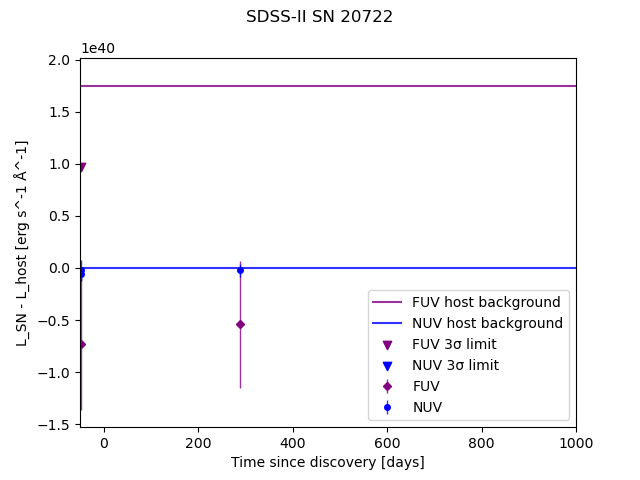 SDSS-II SN 20722
1e40
2.0
1.5
1.0
0.5
0.0
−0.5
−1.0
−1.5
L_SN - L_host [erg s^-1 Å^-1]
FUV host background
NUV host background
FUV 3σ limit
NUV 3σ limit
FUV
NUV
0 200 400 600 800 1000
Time since discovery [days]